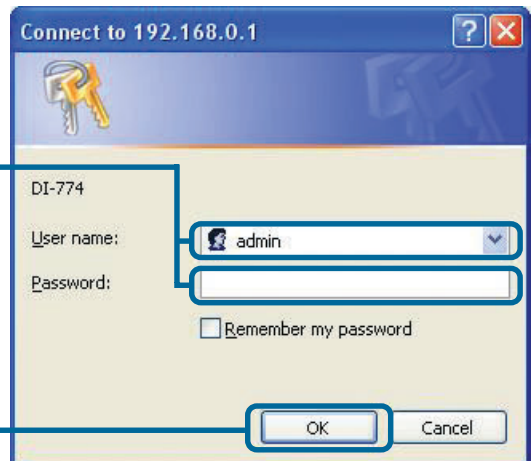 Connect to 192.168.0.1
DI-774
User name:
admin
Password:
Remember my password
OK
Cancel